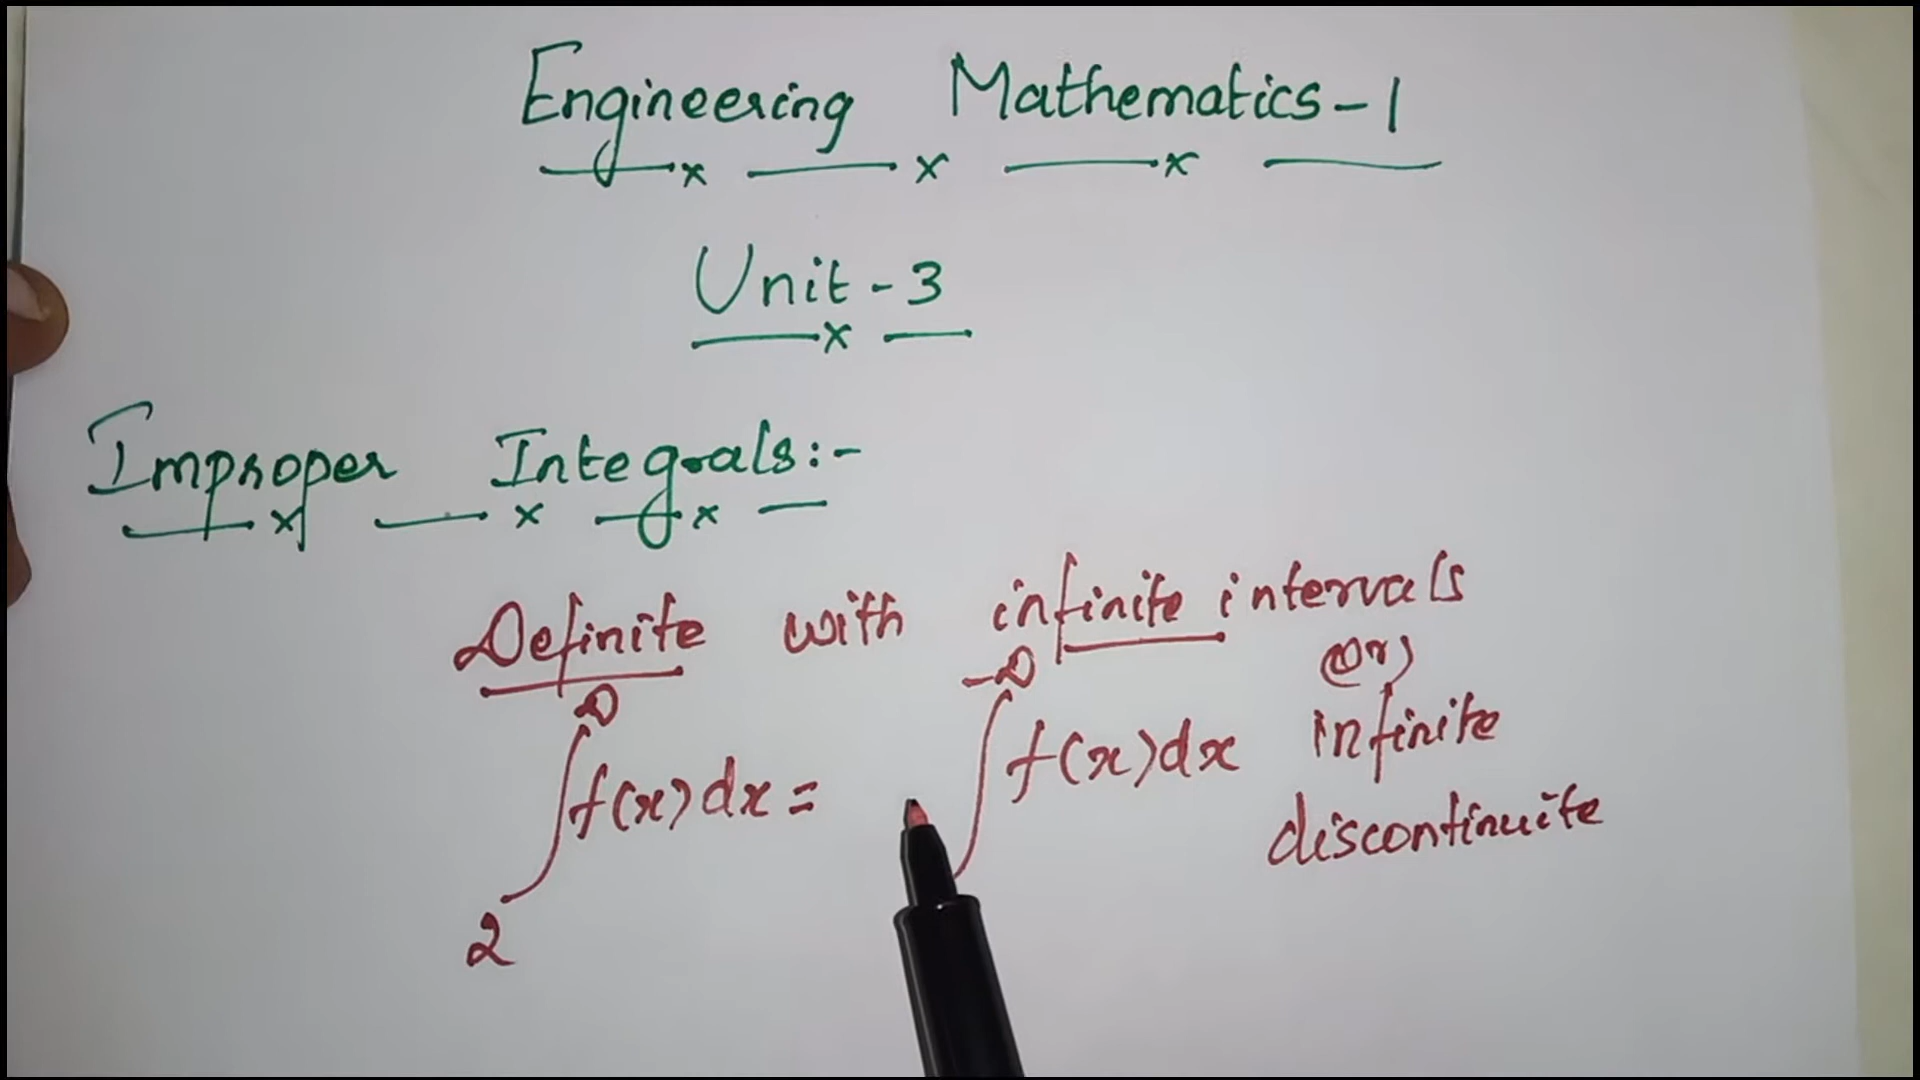 Engineering Mathematics-1
Unit-3
Improper Integrals:-
Definite with infinite intervals
(or)
∞
∫ f(x)dx =
2
-∞
∫ f(x)dx
infinite
discontinuite